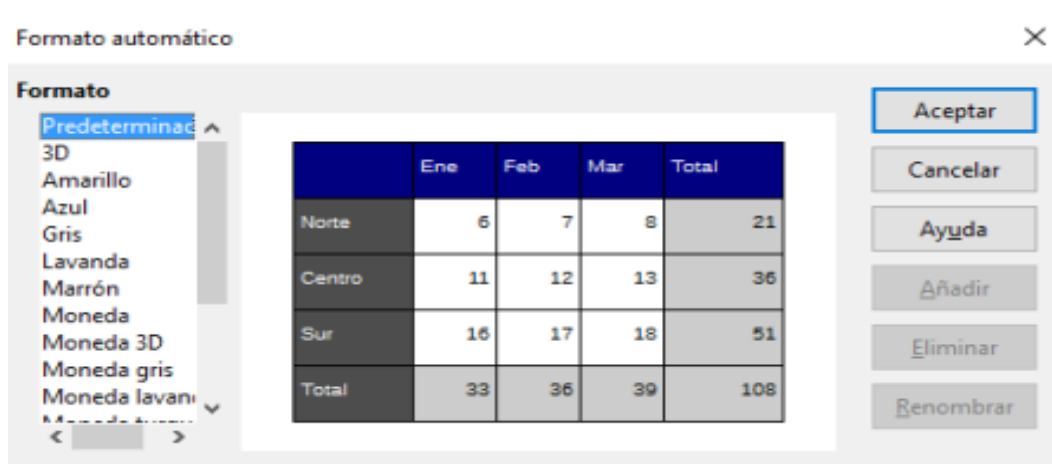 Formato automático
Formato
Predeterminac
3D
Amarillo
Azul
Gris
Lavanda
Marrón
Moneda
Moneda 3D
Moneda gris
Moneda lavan
Ene Feb Mar Total
Norte 6 7 8 21
Centro 11 12 13 36
Sur 16 17 18 51
Total 33 36 39 108
Aceptar
Cancelar
Ayuda
Añadir
Eliminar
Renombrar